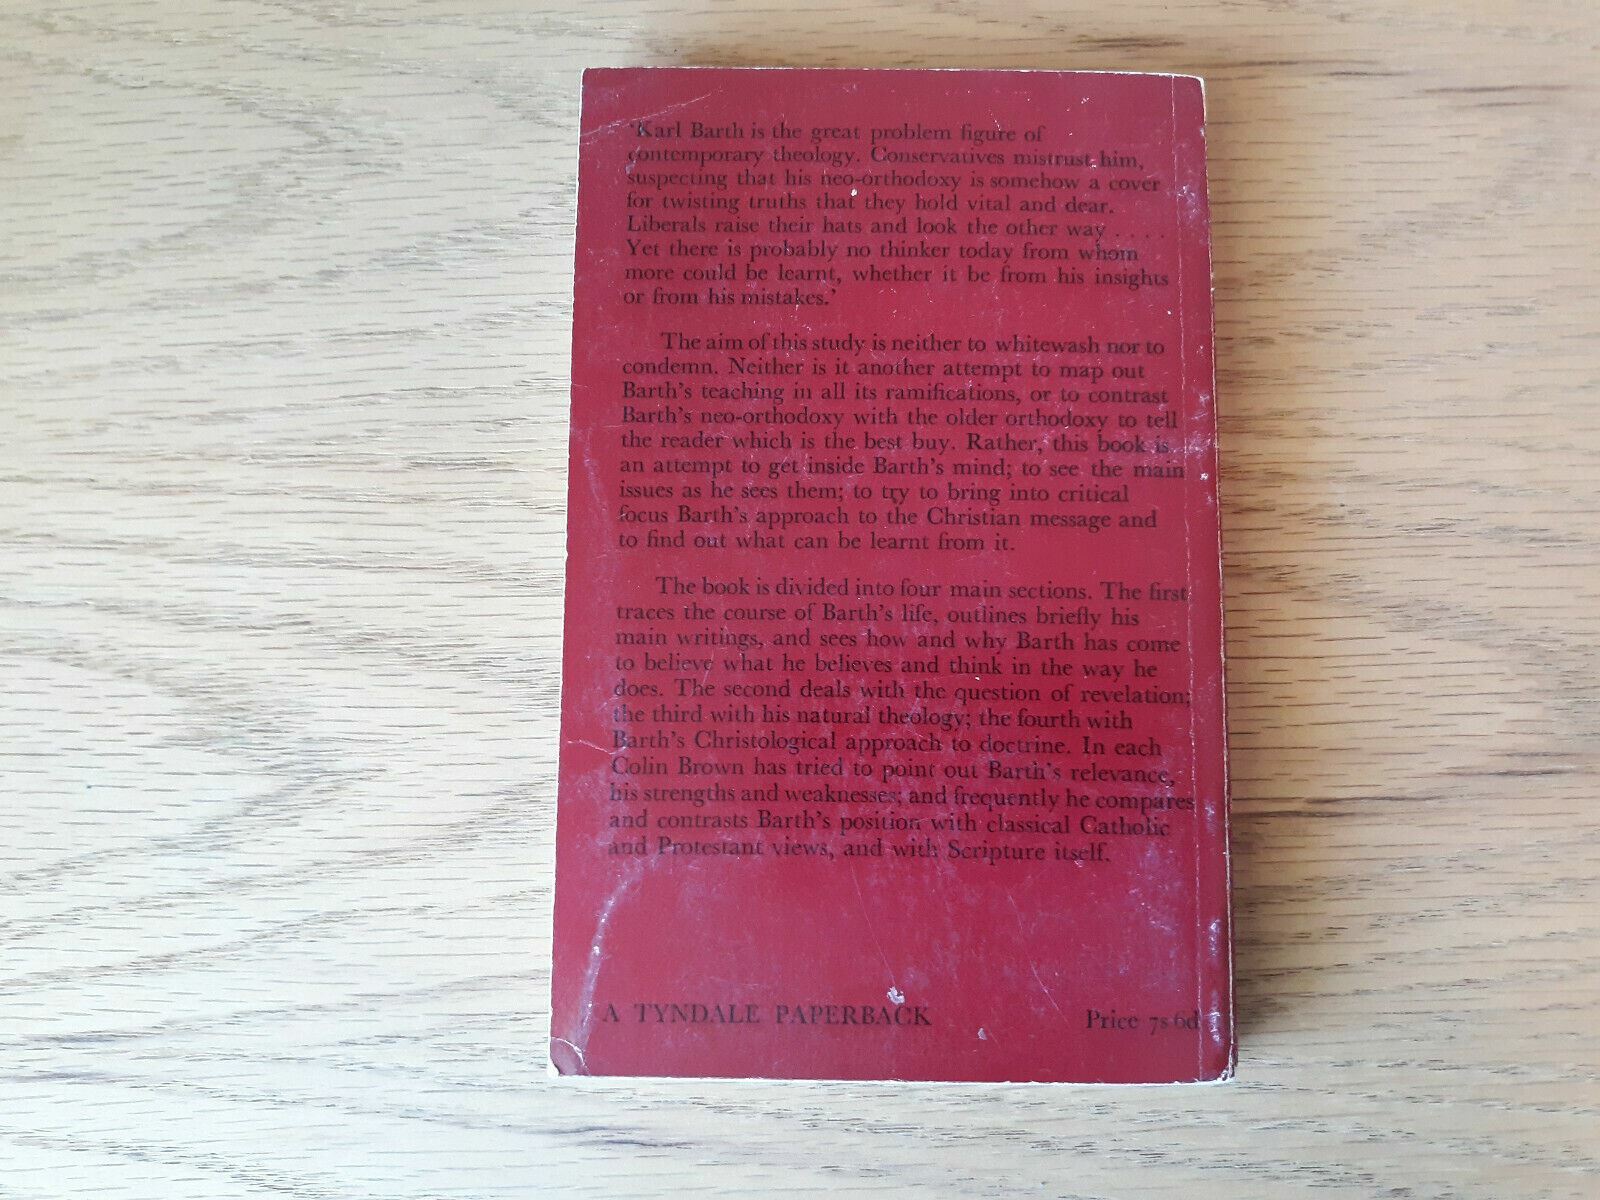 'Karl Barth is the great problem figure of
contemporary theology. Conservatives mistrust him,
suspecting that his neo-orthodoxy is somehow a cover
for twisting truths that they hold vital and dear.
Liberals raise their hats and look the other way . . . .
Yet there is probably no thinker today from whom
more could be learnt, whether it be from his insights
or from his mistakes.'
The aim of this study is neither to whitewash nor to
condemn. Neither is it another attempt to map out
Barth's teaching in all its ramifications, or to contrast
Barth's neo-orthodoxy with the older orthodoxy to tell
the reader which is the best buy. Rather, this book is
an attempt to get inside Barth's mind; to see the main
issues as he sees them; to try to bring into critical
focus Barth's approach to the Christian message and
to find out what can be learnt from it.
The book is divided into four main sections. The first
traces the course of Barth's life, outlines briefly his
main writings, and sees how and why Barth has come
to believe what he believes and think in the way he
does. The second deals with the question of revelation;
the third with his natural theology; the fourth with
Barth's Christological approach to doctrine. In each
Colin Brown has tried to point out Barth's relevance,
his strengths and weaknesses; and frequently he compares
and contrasts Barth's position with classical Catholic
and Protestant views, and with Scripture itself.
A TYNDALE PAPERBACK
Price 7s 6d